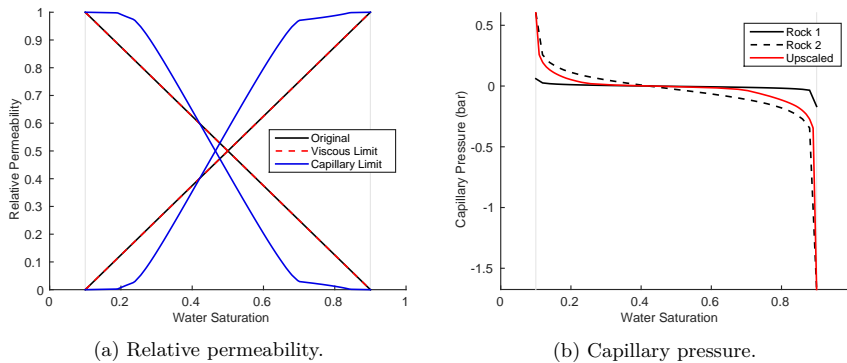 1
0.9
0.8
0.7
0.6
0.5
0.4
0.3
0.2
0.1
0
Relative Permeability
Original
Viscous Limit
Capillary Limit
0 0.2 0.4 0.6 0.8 1
Water Saturation
(a) Relative permeability.
0.5
0
-0.5
-1
-1.5
Capillary Pressure (bar)
Rock 1
Rock 2
Upscaled
0 0.2 0.4 0.6 0.8
Water Saturation
(b) Capillary pressure.